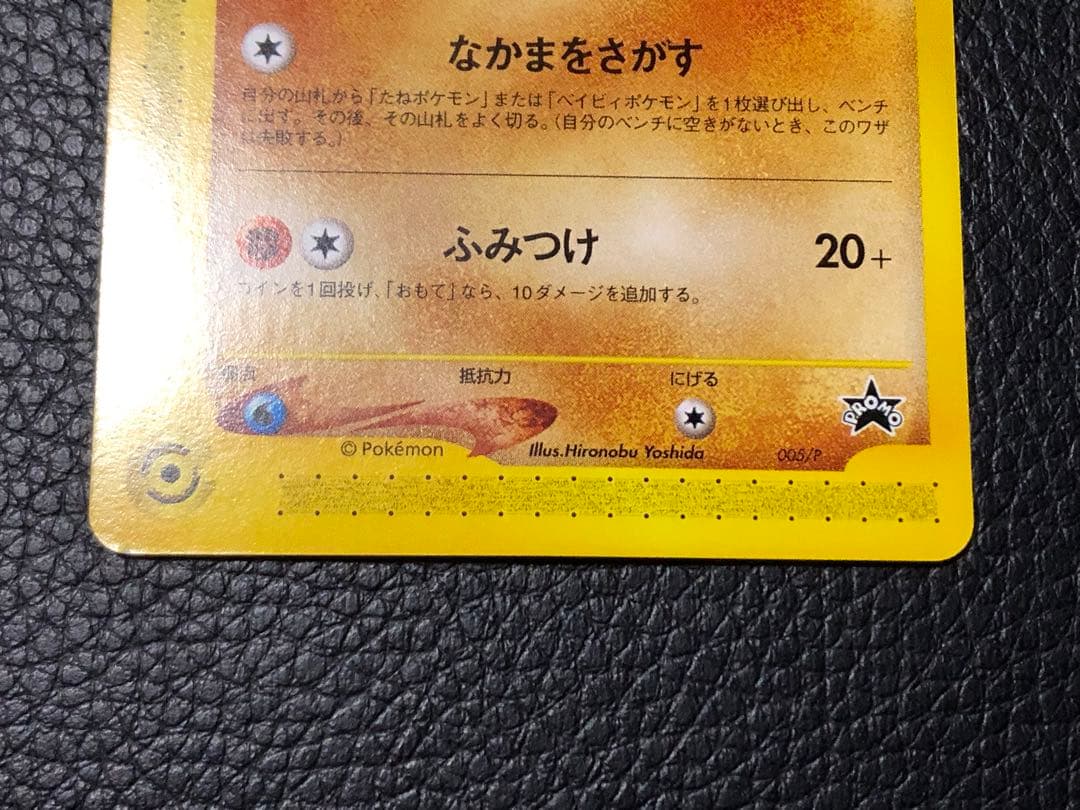 なかまをさがす
自分の山札から「たねポケモン」または「ベイビィポケモン」を1枚選び出し、ベンチ
に出す。その後、その山札をよく切る。(自分のベンチに空きがないとき、このワザ
は失敗する。)
ふみつけ 20+
コインを1回投げ、「おもて」なら、10ダメージを追加する。
弱点 抵抗力 にげる
PROMO
© Pokémon Illus.Hironobu Yoshida 005/P